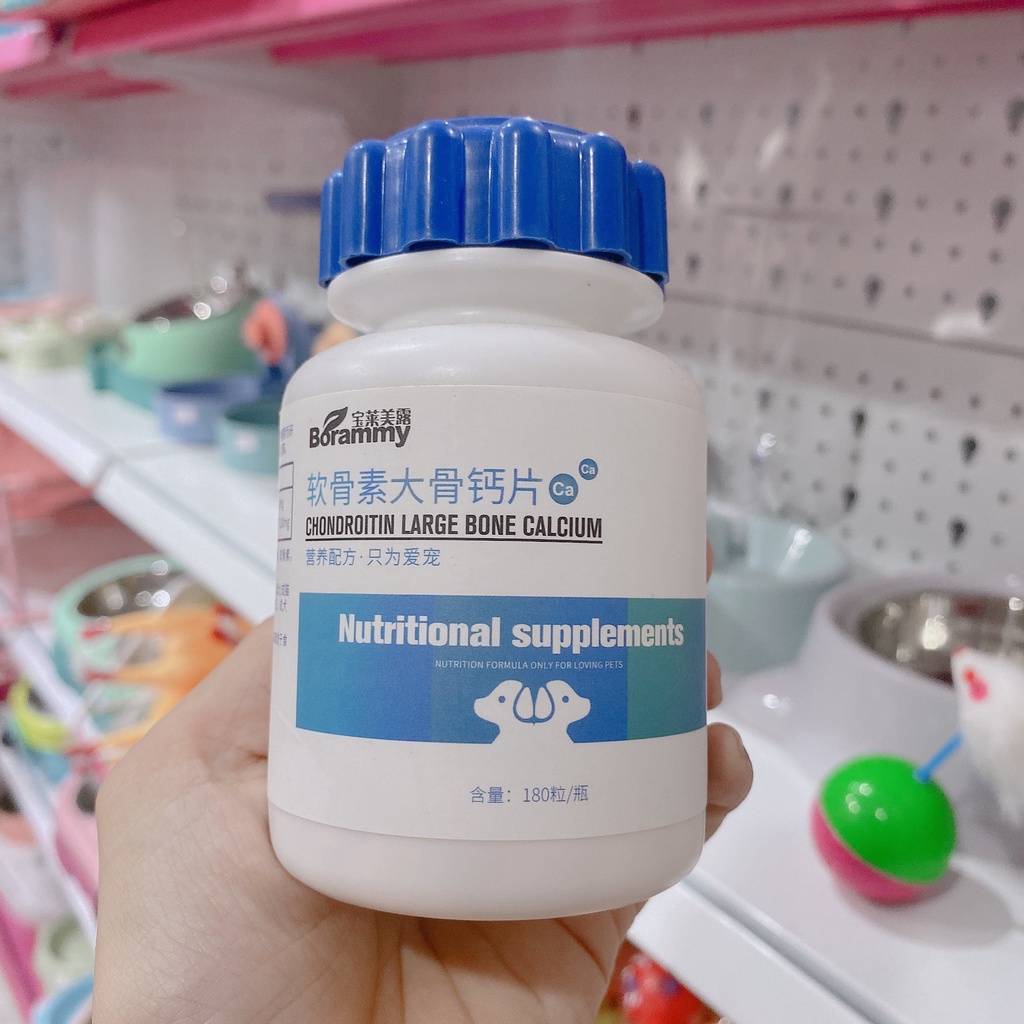 宝莱美露
Borammy
软骨素大骨钙片 Ca Ca
CHONDROITIN LARGE BONE CALCIUM
营养配方·只为爱宠
Nutritional supplements
NUTRITION FORMULA ONLY FOR LOVING PETS
含量：180粒/瓶